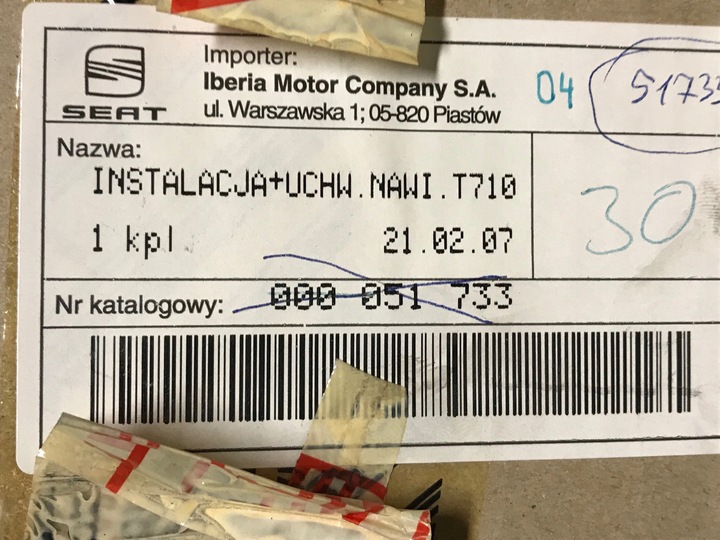 Importer:
Iberia Motor Company S.A.
ul. Warszawska 1; 05-820 Piastów
SEAT
04
Nazwa:
INSTALACJA+UCHW.NAWI.T710
1 kpl. 21.02.07
30
Nr katalogowy: 000 051 733